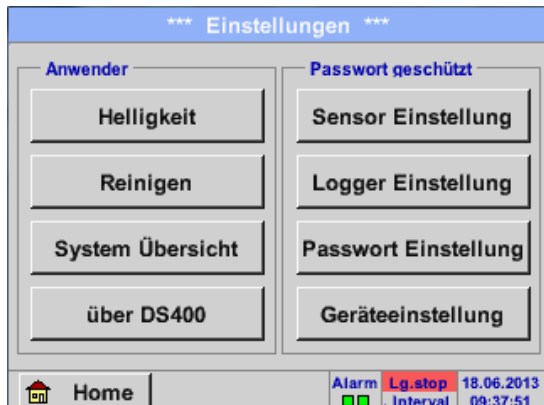 *** Einstellungen ***
Anwender
Helligkeit
Reinigen
System Übersicht
über DS400
Passwort geschützt
Sensor Einstellung
Logger Einstellung
Passwort Einstellung
Geräteeinstellung
Home
Alarm
Lg.stop
. Interval
18.06.2013
09:37:51